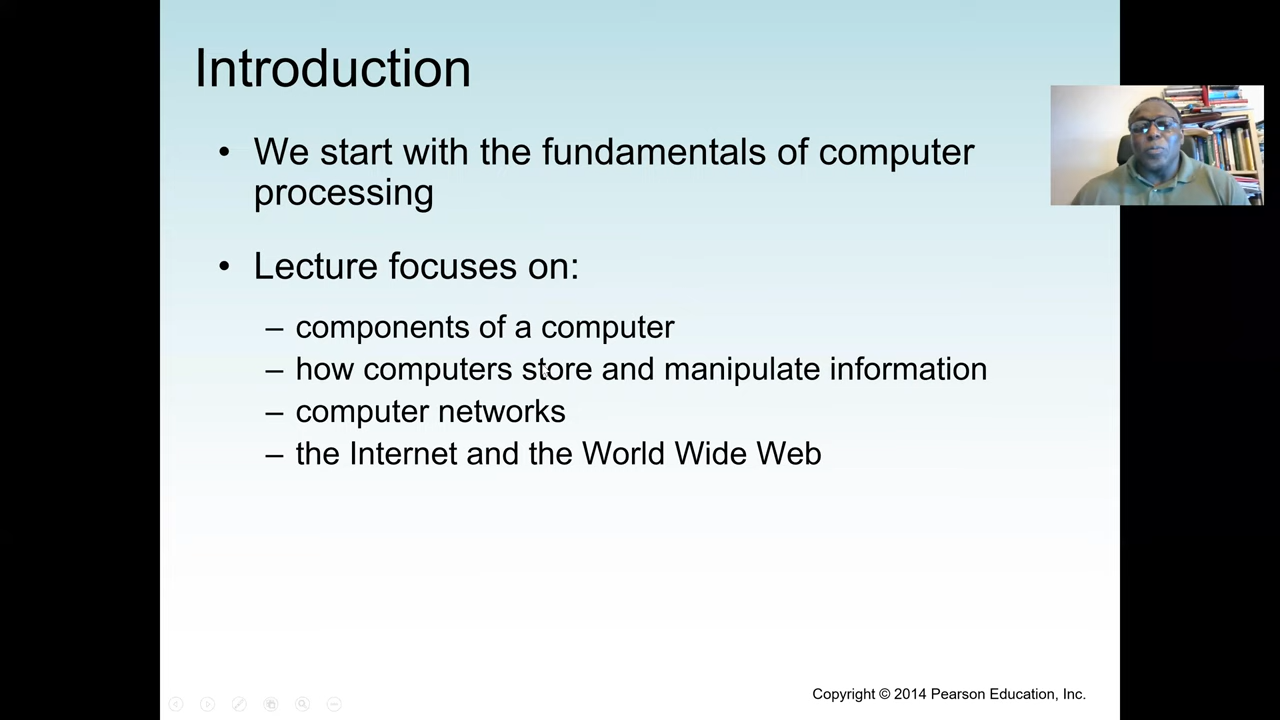 Introduction
• We start with the fundamentals of computer
processing
• Lecture focuses on:
– components of a computer
– how computers store and manipulate information
– computer networks
– the Internet and the World Wide Web
Copyright © 2014 Pearson Education, Inc.